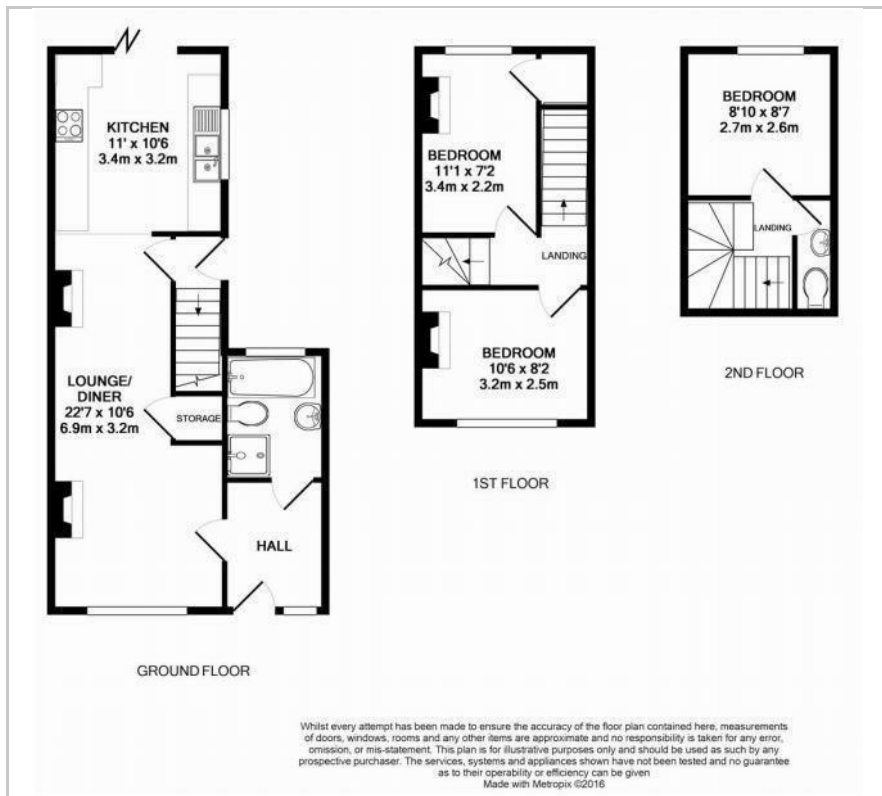 KITCHEN
11' x 10'6
3.4m x 3.2m
LOUNGE/
DINER
22'7 x 10'6
6.9m x 3.2m
STORAGE
HALL
GROUND FLOOR
BEDROOM
11'1 x 7'2
3.4m x 2.2m
LANDING
BEDROOM
10'6 x 8'2
3.2m x 2.5m
1ST FLOOR
BEDROOM
8'10 x 8'7
2.7m x 2.6m
LANDING
2ND FLOOR
Whilst every attempt has been made to ensure the accuracy of the floor plan contained here, measurements
of doors, windows, rooms and any other items are approximate and no responsibility is taken for any error,
omission, or mis-statement. This plan is for illustrative purposes only and should be used as such by any
prospective purchaser. The services, systems and appliances shown have not been tested and no guarantee
as to their operability or efficiency can be given
Made with Metropix ©2016